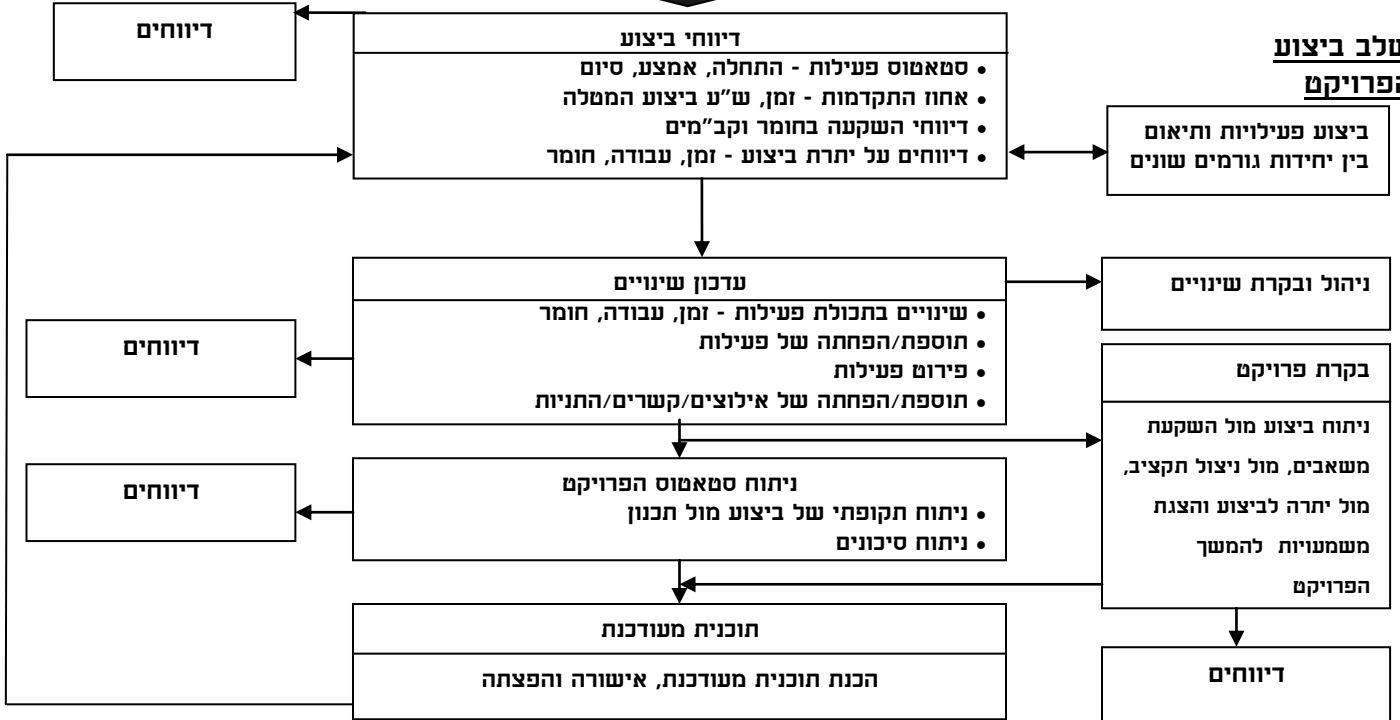 שלב ביצוע
הפרויקט
דיווחים
דיווחי ביצוע
• סטאטוס פעילות - התחלה, אמצע, סיום
• אחוז התקדמות - זמן, ש"ע ביצוע המטלה
• דיווחי השקעה בחומר וקב"מים
• דיווחים על יתרת ביצוע - זמן, עבודה, חומר
ביצוע פעילויות ותיאום
בין יחידות גורמים שונים
עדכון שינויים
• שינויים בתכולת פעילות - זמן, עבודה, חומר
• תוספת/הפחתה של פעילות
• פירוט פעילות
• תוספת/הפחתה של אילוצים/קשרים/התניות
ניהול ובקרת שינויים
דיווחים
בקרת פרויקט
ניתוח ביצוע מול השקעת
משאבים, מול ניצול תקציב,
מול יתרה לביצוע והצגת
משמעויות להמשך
הפרויקט
ניתוח סטאטוס הפרויקט
• ניתוח תקופתי של ביצוע מול תכנון
• ניתוח סיכונים
דיווחים
תוכנית מעודכנת
הכנת תוכנית מעודכנת, אישורה והפצתה
דיווחים